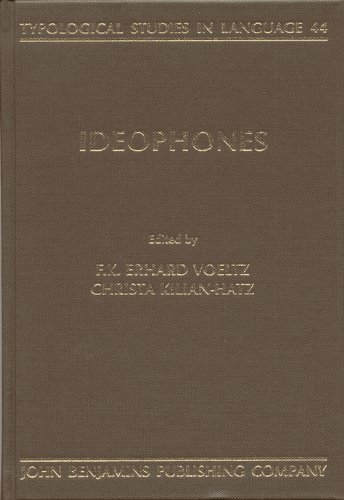 TYPOLOGICAL STUDIES IN LANGUAGE 44
IDEOPHONES
Edited by
F.K. ERHARD VOELTZ
CHRISTA KILIAN-HATZ
JOHN BENJAMINS PUBLISHING COMPANY